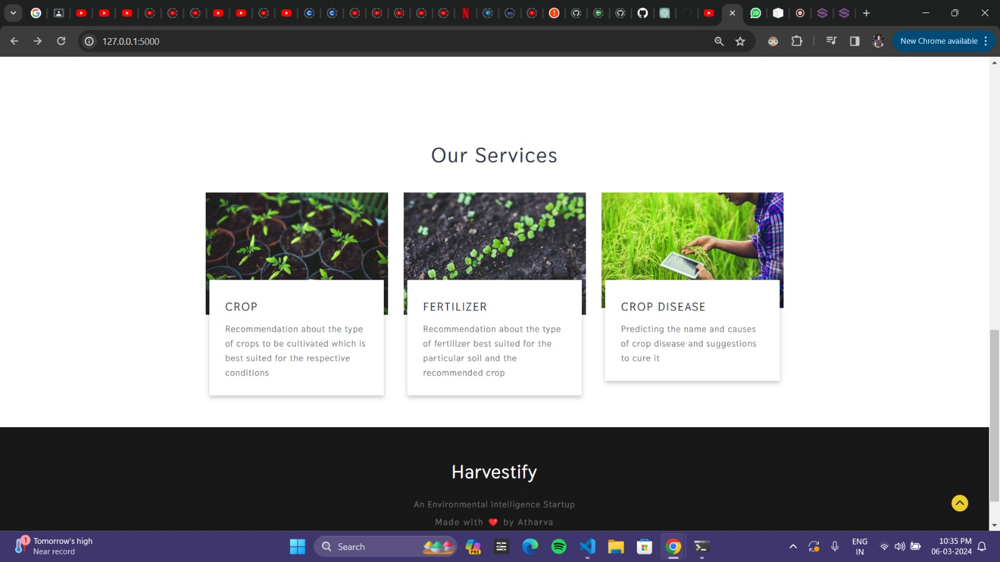 20
127.0.0.1:5000
New Chrome available
Our Services
CROP
Recommendation about the type
of crops to be cultivated which is
best suited for the respective
conditions
FERTILIZER
Recommendation about the type
of fertilizer best suited for the
particular soil and the
recommended crop
CROP DISEASE
Predicting the name and causes
of crop disease and suggestions
to cure it
Harvestify
An Environmental Intelligence Startup
Made with ❤️ by Atharva
1
Tomorrow's high
Near record
Search
PRE
ENG
IN
10:35 PM
06-03-2024